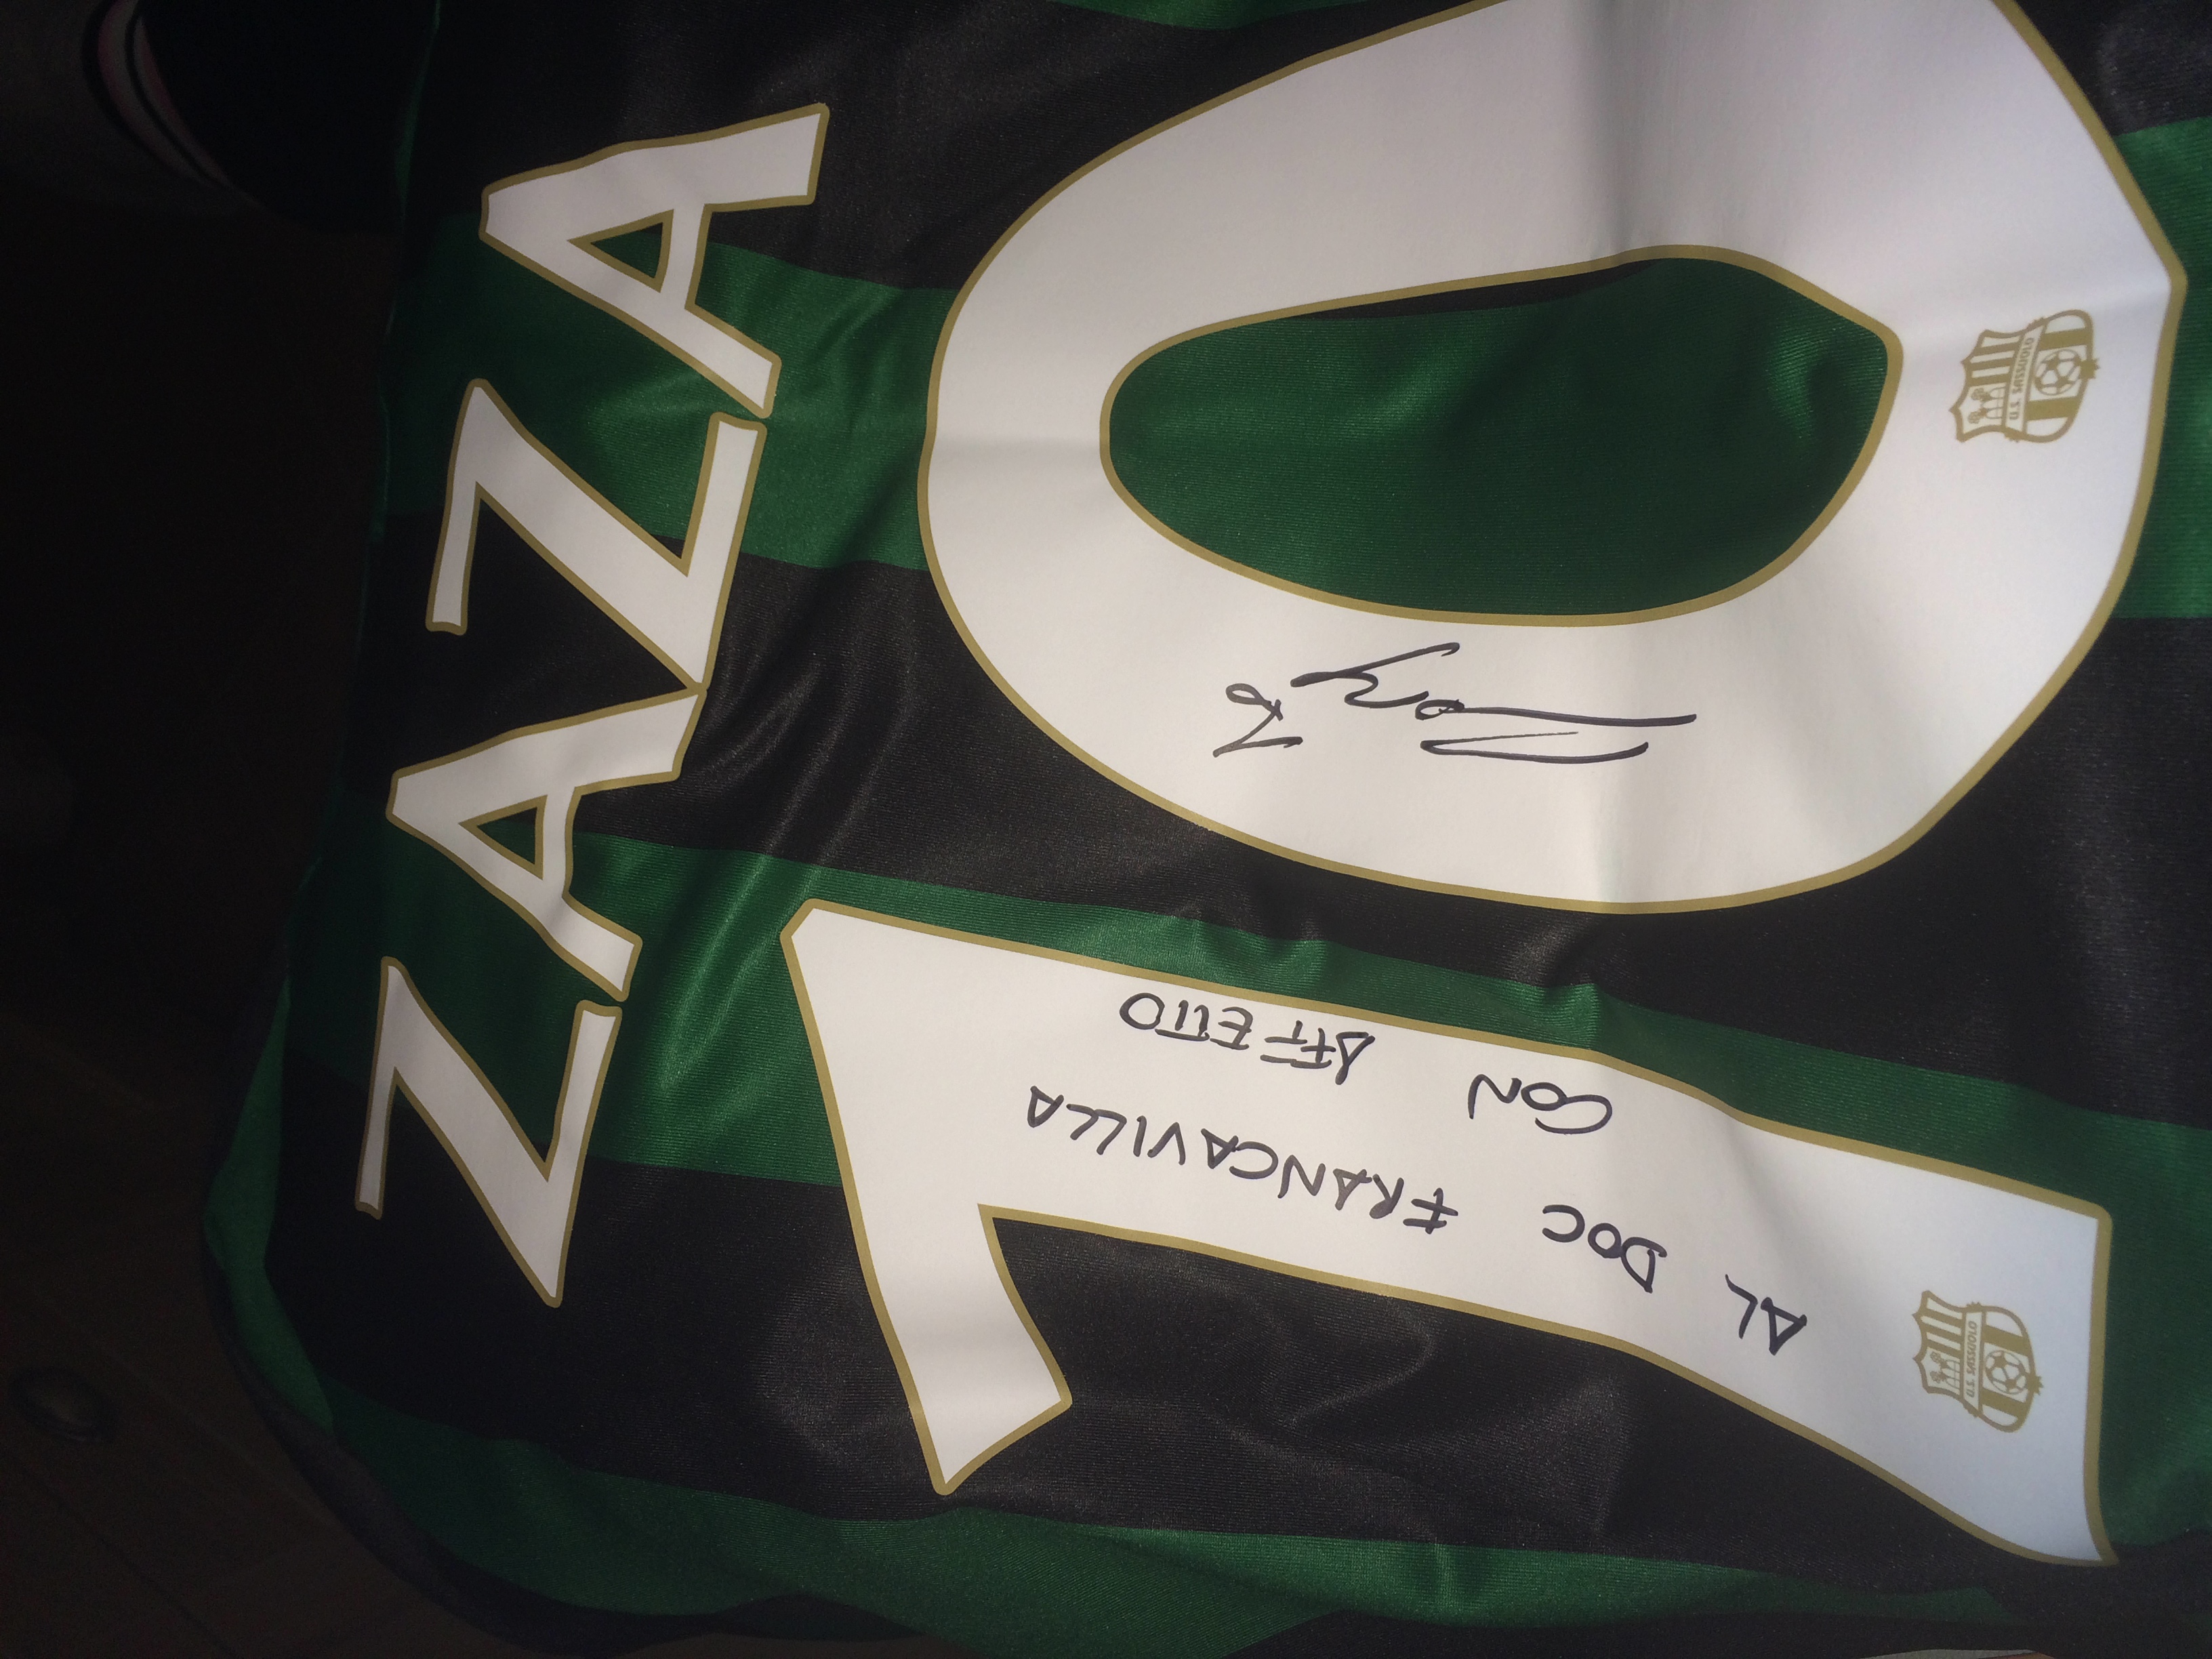 ZAZA
10
AL DOC FRANCAVILLA
CON AFFETTO
U.S. SASSUOLO
U.S. SASSUOLO